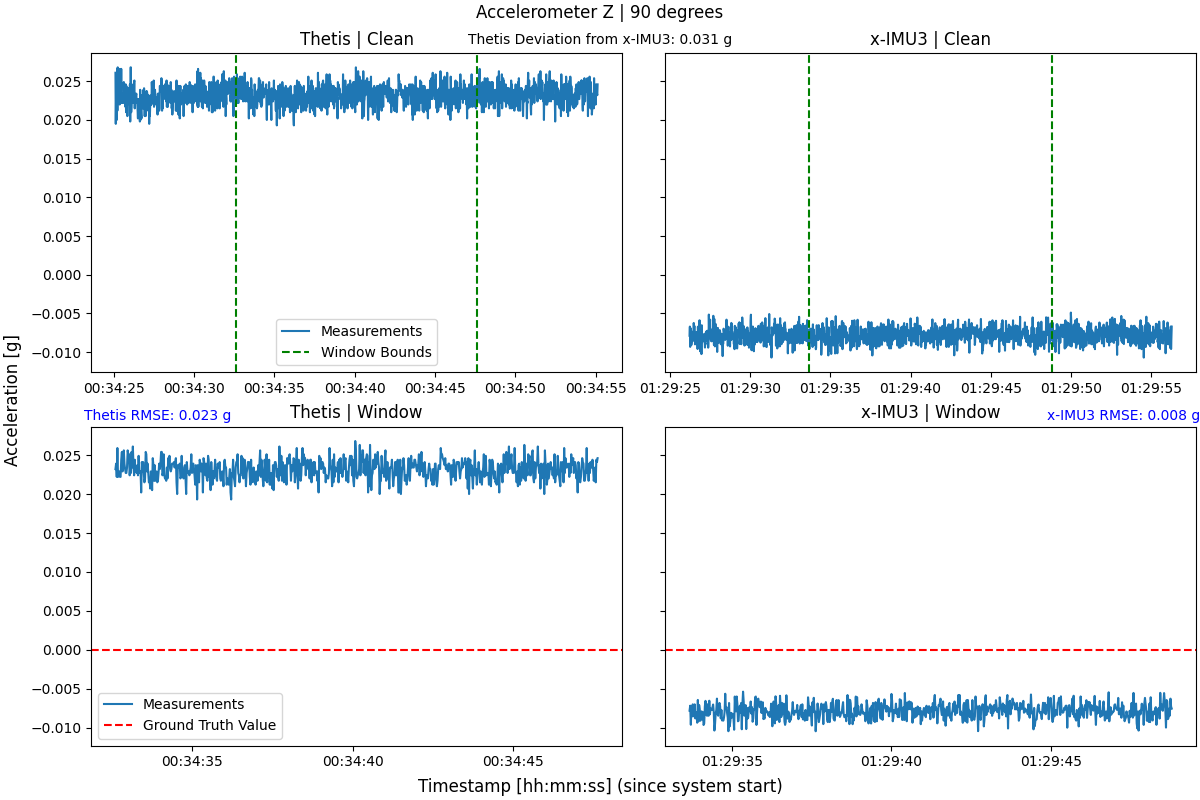 Accelerometer Z | 90 degrees
Thetis | Clean
Thetis Deviation from x-IMU3: 0.031 g
x-IMU3 | Clean
0.025
0.020
0.015
0.010
0.005
0.000
−0.005
−0.010
Measurements
Window Bounds
00:34:25 00:34:30 00:34:35 00:34:40 00:34:45 00:34:50 00:34:55
01:29:25 01:29:30 01:29:35 01:29:40 01:29:45 01:29:50 01:29:55
Acceleration [g]
Thetis RMSE: 0.023 g
Thetis | Window
x-IMU3 | Window
x-IMU3 RMSE: 0.008 g
0.025
0.020
0.015
0.010
0.005
0.000
−0.005
−0.010
Measurements
Ground Truth Value
00:34:35 00:34:40 00:34:45
01:29:35 01:29:40 01:29:45
Timestamp [hh:mm:ss] (since system start)